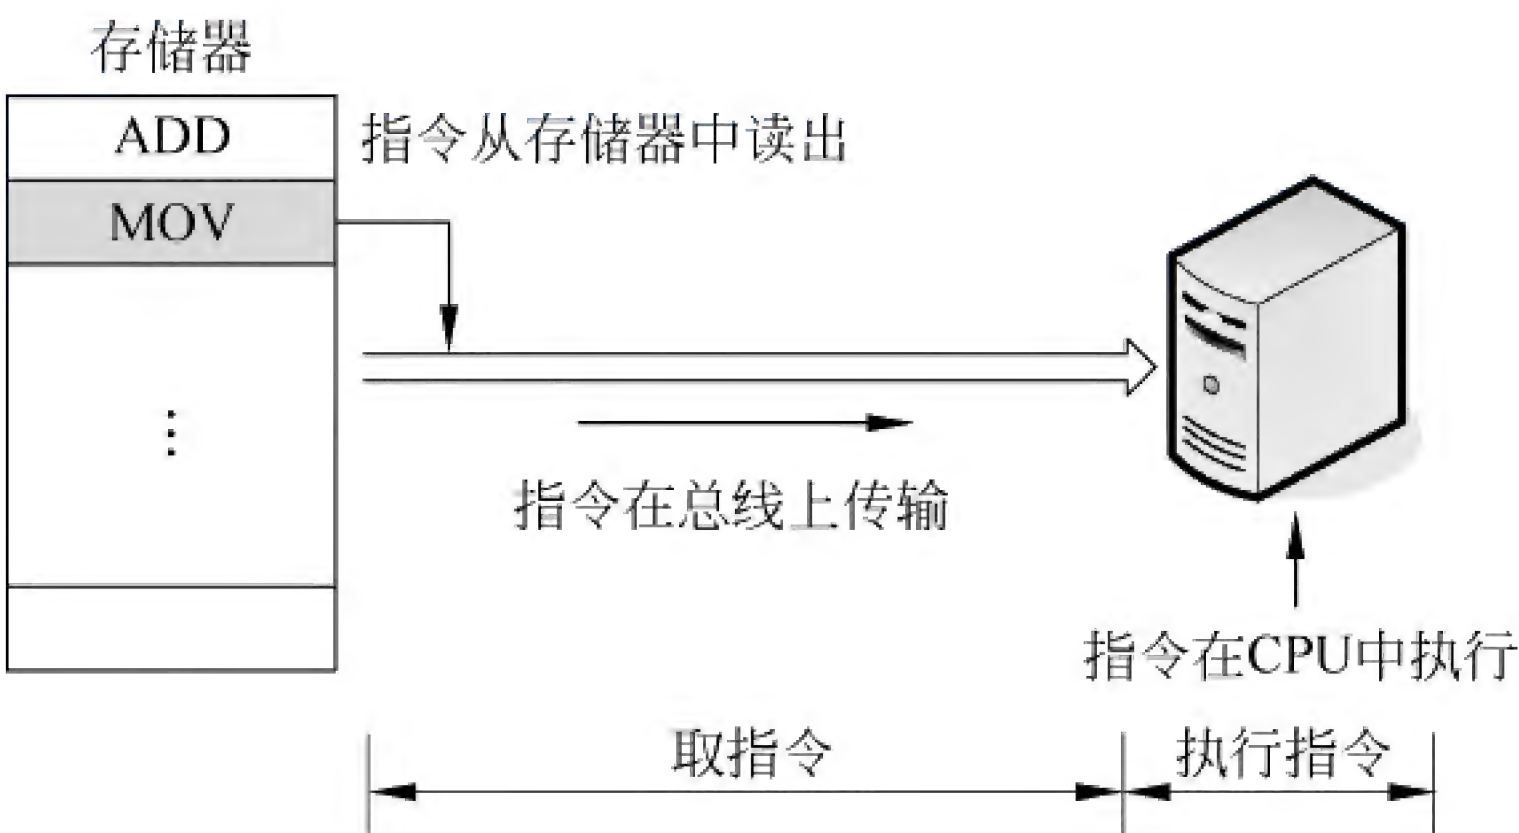 存储器
ADD
指令从存储器中读出
MOV
指令在总线上传输
指令在CPU中执行
取指令
执行指令